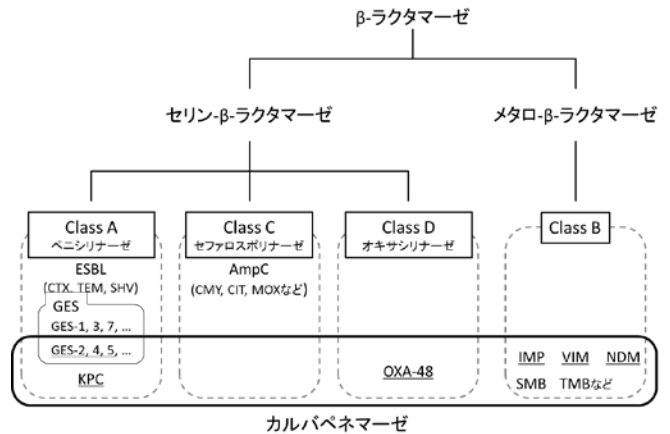 β-ラクタマーゼ
セリン-β-ラクタマーゼ
メタロ-β-ラクタマーゼ
Class A
ペニシリナーゼ
ESBL
(CTX, TEM, SHV)
GES
GES-1, 3, 7, ...
GES-2, 4, 5, ...
KPC
Class C
セファロスポリナーゼ
AmpC
(CMY, CIT, MOXなど)
Class D
オキサシリナーゼ
OXA-48
Class B
IMP VIM NDM
SMB TMBなど
カルバペネマーゼ